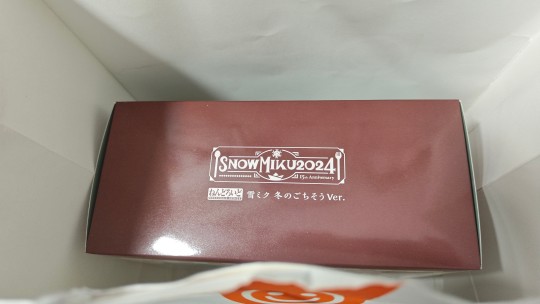 SNOW MIKU 2024
15th Anniversary
ねんどろいど 雪ミク 冬のごちそうVer.